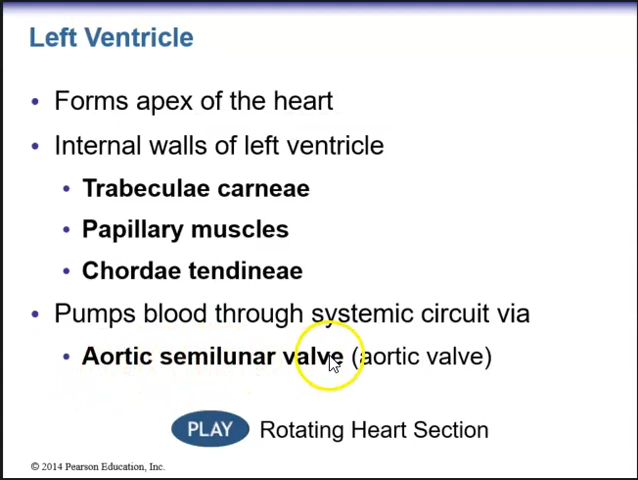 Left Ventricle
• Forms apex of the heart
• Internal walls of left ventricle
• Trabeculae carneae
• Papillary muscles
• Chordae tendineae
• Pumps blood through systemic circuit via
• Aortic semilunar valve (aortic valve)
PLAY Rotating Heart Section
© 2014 Pearson Education, Inc.